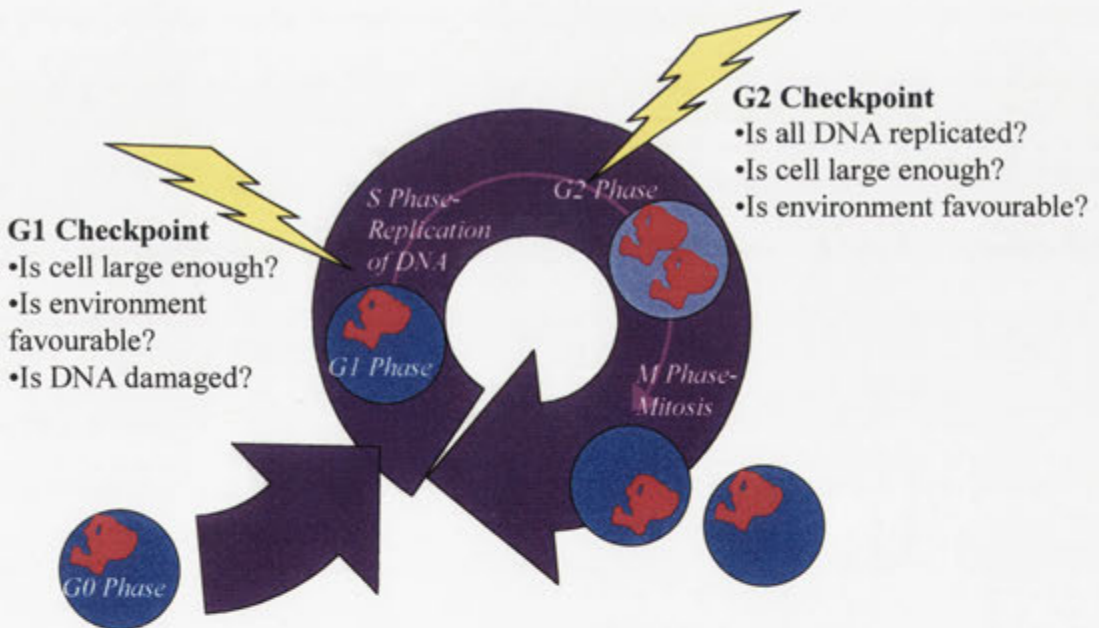 G2 Checkpoint
•Is all DNA replicated?
•Is cell large enough?
•Is environment favourable?
G1 Checkpoint
•Is cell large enough?
•Is environment
favourable?
•Is DNA damaged?
S Phase-
Replication
of DNA
G2 Phase
G1 Phase
M Phase-
Mitosis
G0 Phase